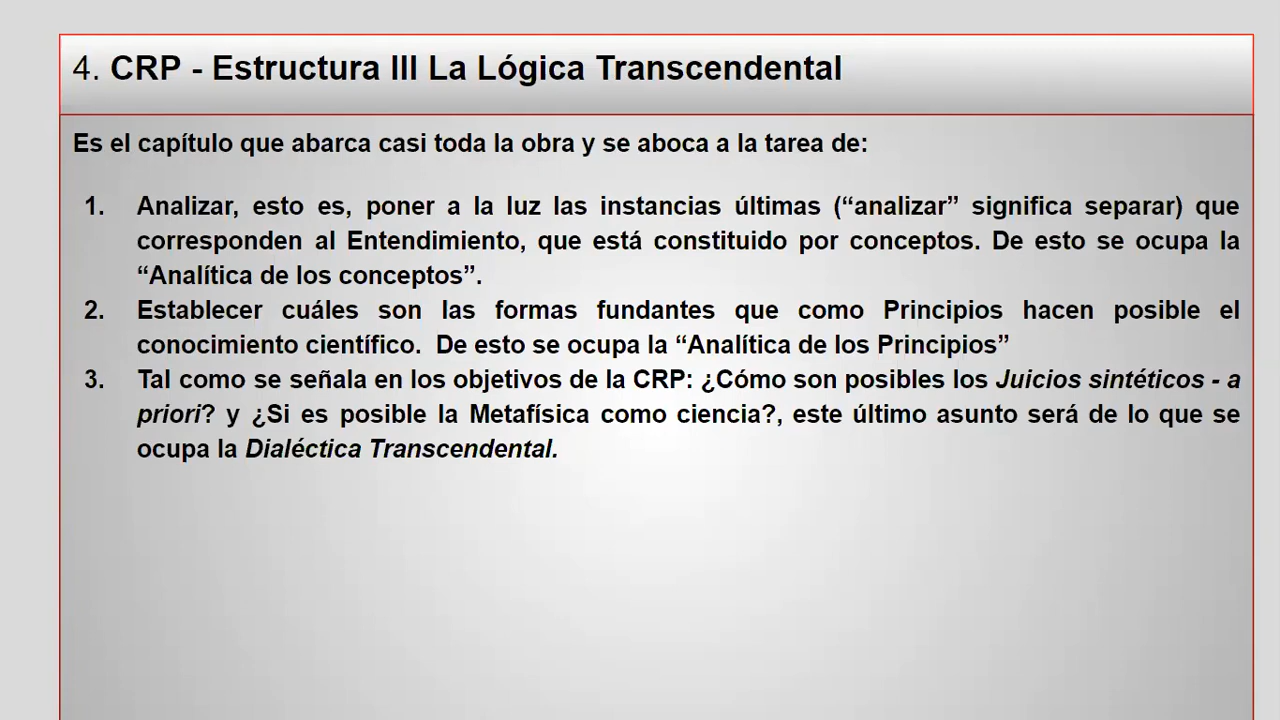 4. CRP - Estructura III La Lógica Transcendental
Es el capítulo que abarca casi toda la obra y se aboca a la tarea de:
1. Analizar, esto es, poner a la luz las instancias últimas (“analizar” significa separar) que
corresponden al Entendimiento, que está constituido por conceptos. De esto se ocupa la
“Analítica de los conceptos”.
2. Establecer cuáles son las formas fundantes que como Principios hacen posible el
conocimiento científico.  De esto se ocupa la “Analítica de los Principios”
3. Tal como se señala en los objetivos de la CRP: ¿Cómo son posibles los Juicios sintéticos - a
priori? y ¿Si es posible la Metafísica como ciencia?, este último asunto será de lo que se
ocupa la Dialéctica Transcendental.